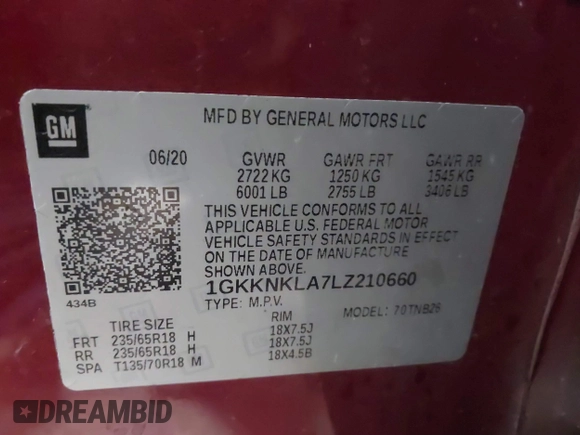 GM
MFD BY GENERAL MOTORS LLC
06/20 GVWR GAWR FRT GAWR RR
2722 KG 1250 KG 1545 KG
6001 LB 2755 LB 3406 LB
THIS VEHICLE CONFORMS TO ALL
APPLICABLE U.S. FEDERAL MOTOR
VEHICLE SAFETY STANDARDS IN EFFECT
ON THE DATE OF MANUFACTURE
SHOWN ABOVE.
434B
1GKKNKLA7LZ210660
TYPE: M.P.V. MODEL: 70TNB26
TIRE SIZE RIM
FRT 235/65R18 H 18X7.5J
RR 235/65R18 H 18X7.5J
SPA T135/70R18 M 18X4.5B
DREAMBID